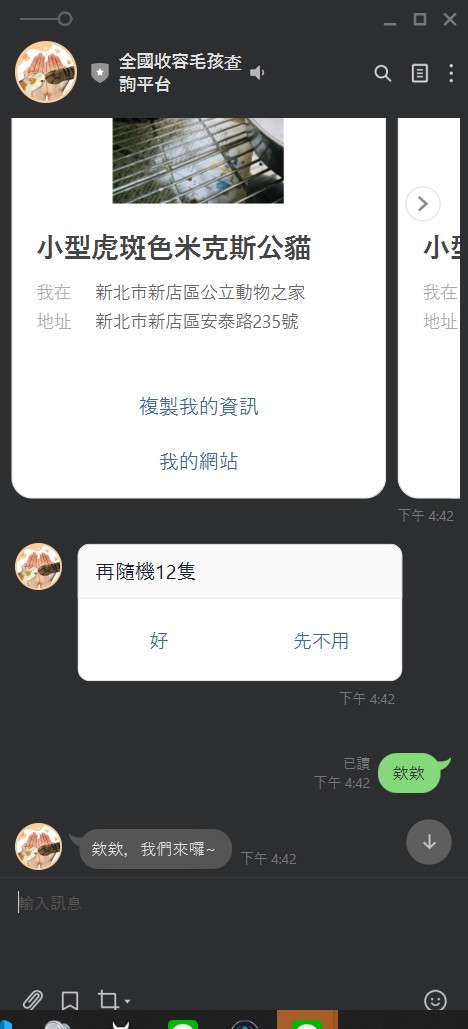 全國收容毛孩查
詢平台
小型虎斑色米克斯公貓
小型
我在 新北市新店區公立動物之家
我在
地址 新北市新店區安泰路235號
地址
複製我的資訊
我的網站
下午 4:42
再隨機12隻
好 先不用
下午 4:42
已讀
下午 4:42
欸欸
欸欸，我們來囉~
下午 4:42
輸入訊息